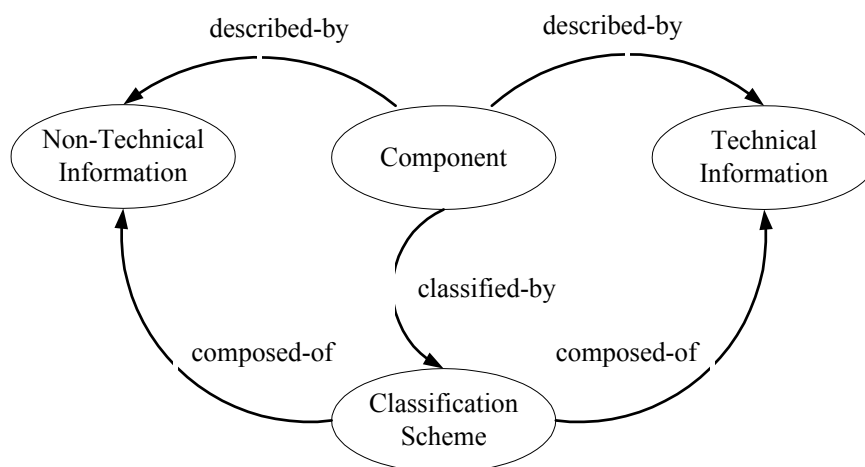 described-by
described-by
Non-Technical
Information
Component
Technical
Information
classified-by
composed-of
composed-of
Classification
Scheme